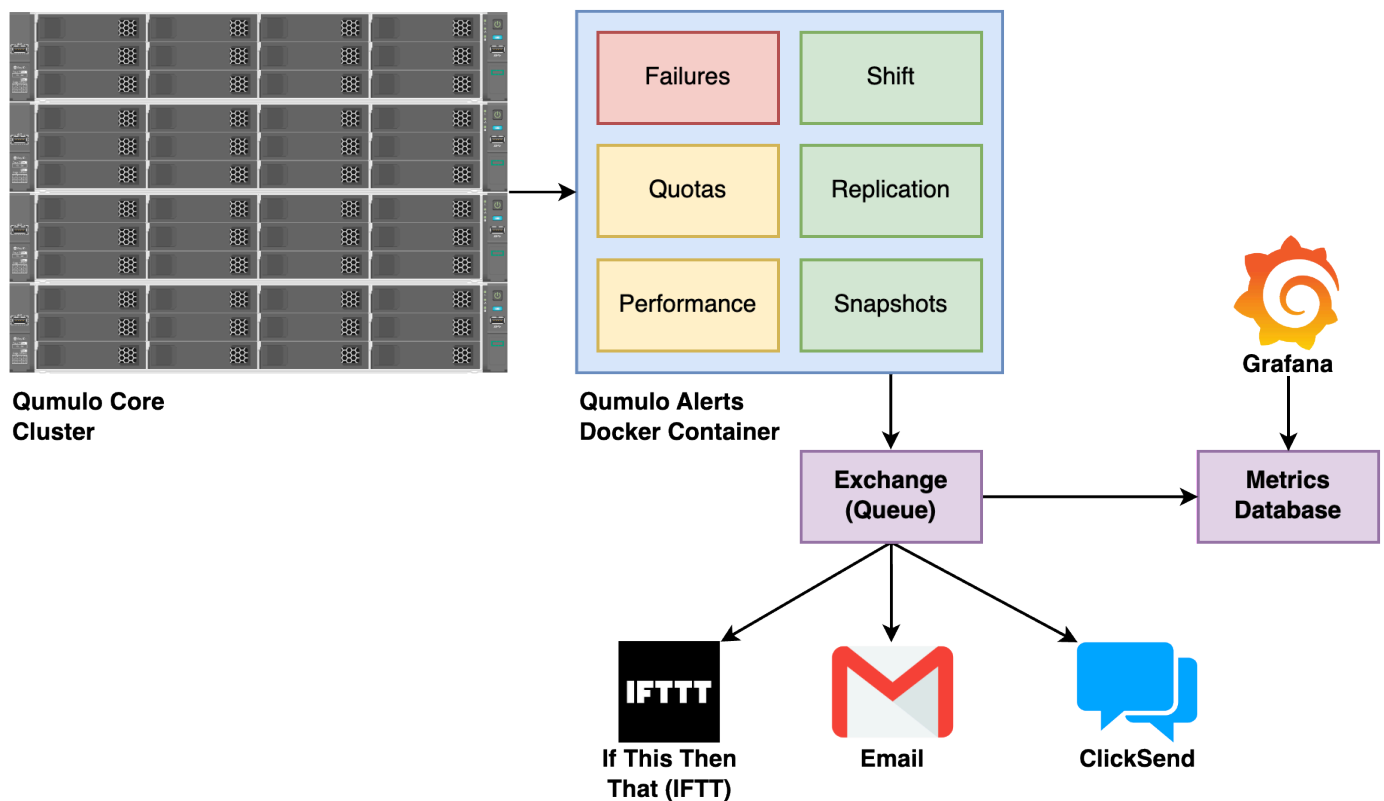 Failures
Shift
Quotas
Replication
Performance
Snapshots
Qumulo Core
Cluster
Qumulo Alerts
Docker Container
Grafana
Exchange
(Queue)
Metrics
Database
IFTTT
If This Then
That (IFTT)
Email
ClickSend